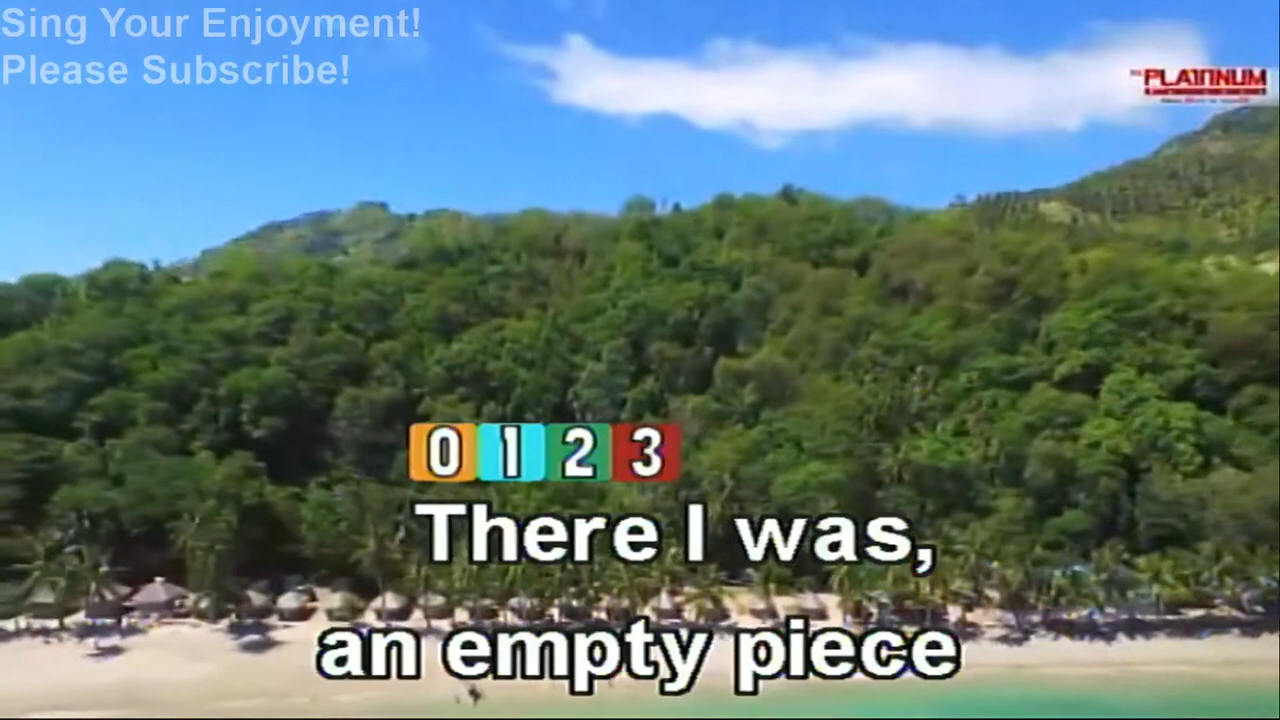 Sing Your Enjoyment!
Please Subscribe!
PLATINUM
0 1 2 3
There I was,
an empty piece